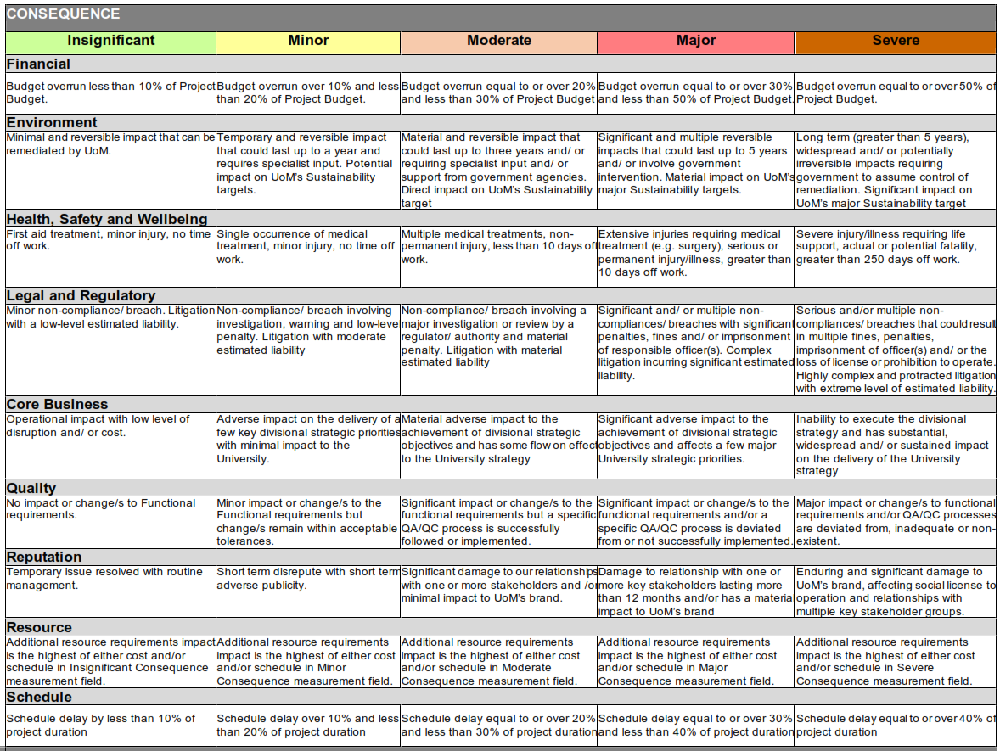 CONSEQUENCE
Insignificant
Minor
Moderate
Major
Severe
Financial
Budget overrun less than 10% of Project
Budget.
Budget overrun over 10% and less
than 20% of Project Budget.
Budget overrun equal to or over 20%
and less than 30% of Project Budget
Budget overrun equal to or over 30%
and less than 50% of Project Budget.
Budget overrun equal to or over 50% of
Project Budget.
Environment
Minimal and reversible impact that can be
remediated by UoM.
Temporary and reversible impact
that could last up to a year and
requires specialist input. Potential
impact on UoM's Sustainability
targets.
Material and reversible impact that
could last up to three years and/ or
requiring specialist input and/ or
support from government agencies.
Direct impact on UoM's Sustainability
target
Significant and multiple reversible
impacts that could last up to 5 years
and/ or involve government
intervention. Material impact on UoM's
major Sustainability targets.
Long term (greater than 5 years),
widespread and/ or potentially
irreversible impacts requiring
government to assume control of
remediation. Significant impact on
UoM's major Sustainability target
Health, Safety and Wellbeing
First aid treatment, minor injury, no time
off work.
Single occurrence of medical
treatment, minor injury, no time off
work.
Multiple medical treatments, non-
permanent injury, less than 10 days off
work.
Extensive injuries requiring medical
treatment (e.g. surgery), serious or
permanent injury/illness, greater than
10 days off work.
Severe injury/illness requiring life
support, actual or potential fatality,
greater than 250 days off work.
Legal and Regulatory
Minor non-compliance/ breach. Litigation
with a low-level estimated liability.
Non-compliance/ breach involving
investigation, warning and low-leve
penalty. Litigation with moderate
estimated liability
Non-compliance/ breach involving a
major investigation or review by a
regulator/ authority and material
penalty. Litigation with material
estimated liability
Significant and/ or multiple non-
compliances/ breaches with significant
penalties, fines and/ or imprisonment
of responsible officer(s). Complex
litigation incurring significant estimated
liability.
Serious and/or multiple non-
compliances/ breaches that could result
in multiple fines, penalties,
imprisonment of officer(s) and/ or the
loss of license or prohibition to operate.
Highly complex and protracted litigation
with extreme level of estimated liability.
Core Business
Operational impact with low level of
disruption and/ or cost.
Adverse impact on the delivery of a
few key divisional strategic priorities
with minimal impact to the
University.
Material adverse impact to the
achievement of divisional strategic
objectives and has some flow on effect
to the University strategy
Significant adverse impact to the
achievement of divisional strategic
objectives and affects a few major
University strategic priorities.
Inability to execute the divisional
strategy and has substantial,
widespread and/ or sustained impact
on the delivery of the University
strategy
Quality
No impact or change/s to Functional
requirements.
Minor impact or change/s to the
Functional requirements but
change/s remain within acceptable
tolerances.
Significant impact or change/s to the
functional requirements but a specific
QA/QC process is successfully
followed or implemented.
Significant impact or change/s to the
functional requirements and/or a
specific QA/QC process is deviated
from or not successfully implemented.
Major impact or change/s to functional
requirements and/or QA/QC processes
are deviated from, inadequate or non-
existent.
Reputation
Temporary issue resolved with routine
management.
Short term disrepute with short term
adverse publicity.
Significant damage to our relationships
with one or more stakeholders and /or
minimal impact to UoM's brand.
Damage to relationship with one or
more key stakeholders lasting more
than 12 months and/or has a materia
impact to UoM's brand
Enduring and significant damage to
UoM's brand, affecting social license to
operation and relationships with
multiple key stakeholder groups.
Resource
Additional resource requirements impact
is the highest of either cost and/or
schedule in Insignificant Consequence
measurement field.
Additional resource requirements
impact is the highest of either cost
and/or schedule in Minor
Consequence measurement field.
Additional resource requirements
impact is the highest of either cost
and/or schedule in Moderate
Consequence measurement field.
Additional resource requirements
impact is the highest of either cost
and/or schedule in Major
Consequence measurement field.
Additional resource requirements
impact is the highest of either cost
and/or schedule in Severe
Consequence measurement field.
Schedule
Schedule delay by less than 10% of
project duration
Schedule delay over 10% and less
than 20% of project duration
Schedule delay equal to or over 20%
and less than 30% of project duration
Schedule delay equal to or over 30%
and less than 40% of project duration
Schedule delay equal to or over 40% of
project duration